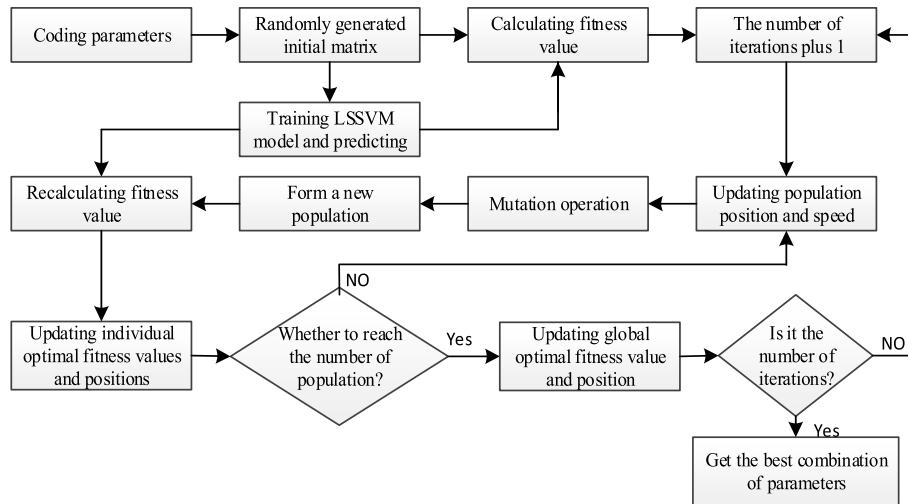 Coding parameters
Randomly generated
initial matrix
Calculating fitness
value
The number of
iterations plus 1
Training LSSVM
model and predicting
Recalculating fitness
value
Form a new
population
Mutation operation
Updating population
position and speed
NO
Updating individual
optimal fitness values
and positions
Whether to reach
the number of
population?
Yes
Updating global
optimal fitness value
and position
Is it the
number of
iterations?
NO
Yes
Get the best combination
of parameters